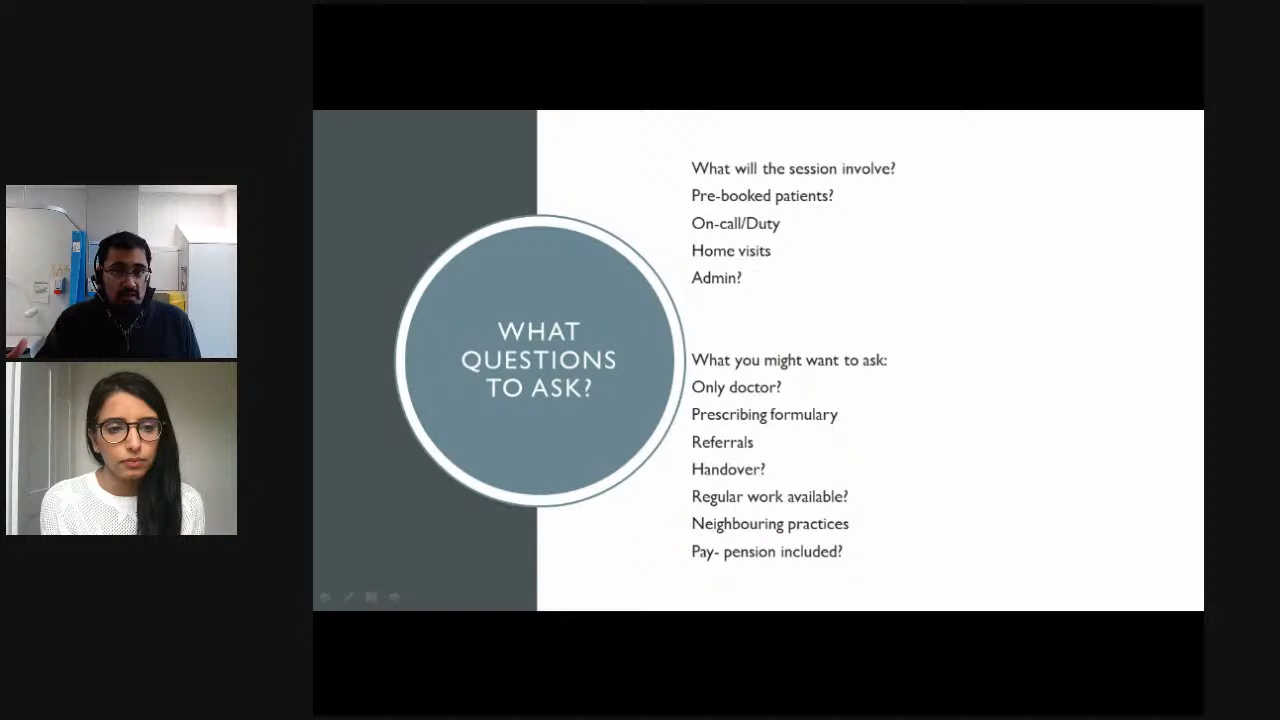 WHAT
QUESTIONS
TO ASK?
What will the session involve?
Pre-booked patients?
On-call/Duty
Home visits
Admin?
What you might want to ask:
Only doctor?
Prescribing formulary
Referrals
Handover?
Regular work available?
Neighbouring practices
Pay- pension included?